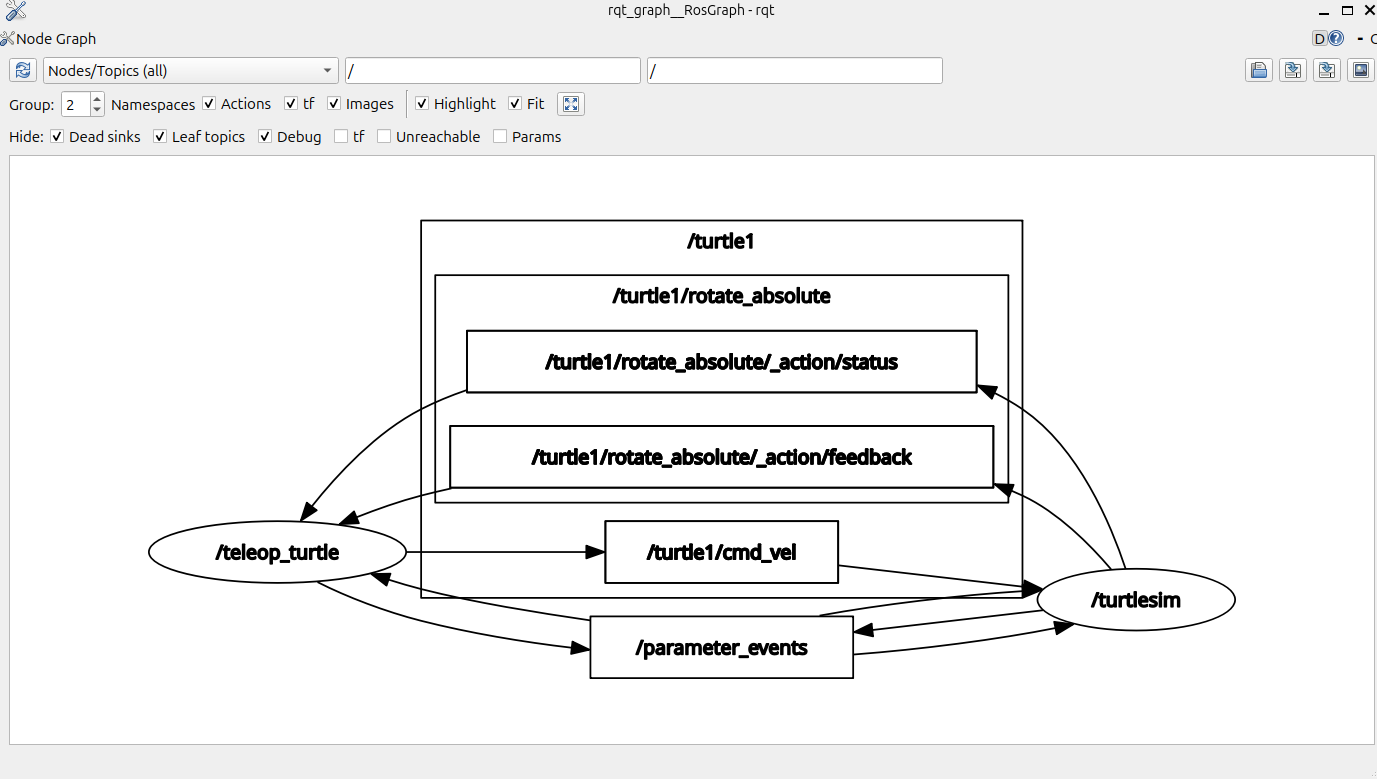 rqt_graph__RosGraph - rqt
Node Graph
D
Nodes/Topics (all) / /
Group: 2 Namespaces Actions tf Images Highlight Fit
Hide: Dead sinks Leaf topics Debug tf Unreachable Params
/turtle1
/turtle1/rotate_absolute
/turtle1/rotate_absolute/_action/status
/turtle1/rotate_absolute/_action/feedback
/teleop_turtle
/turtle1/cmd_vel
/turtlesim
/parameter_events